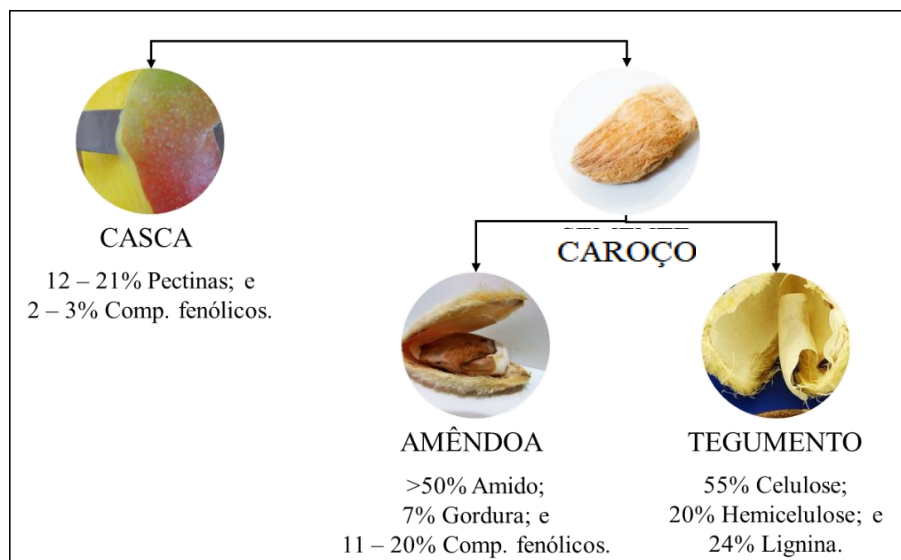 CASCA
12 – 21% Pectinas; e
2 – 3% Comp. fenólicos.
CAROÇO
AMÊNDOA
>50% Amido;
7% Gordura; e
11 – 20% Comp. fenólicos.
TEGUMENTO
55% Celulose;
20% Hemicelulose; e
24% Lignina.